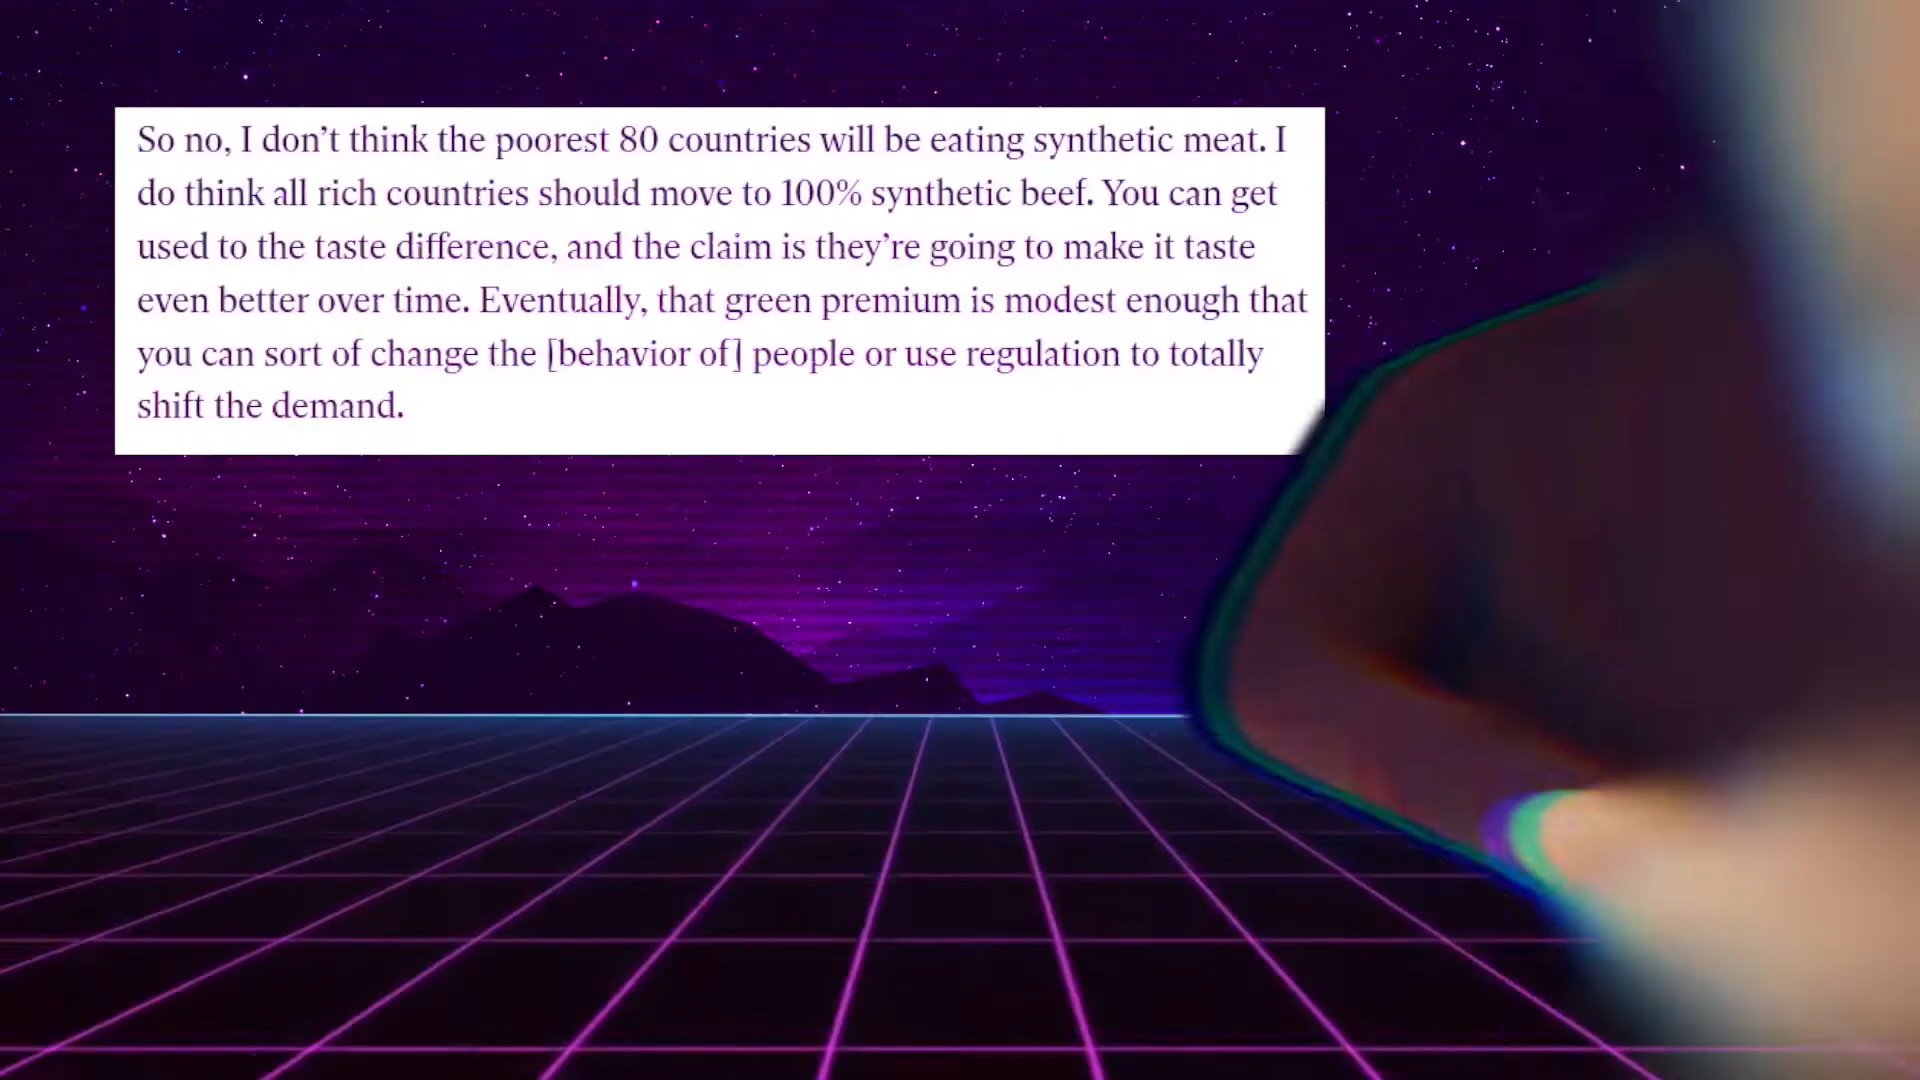 So no, I don’t think the poorest 80 countries will be eating synthetic meat. I
do think all rich countries should move to 100% synthetic beef. You can get
used to the taste difference, and the claim is they’re going to make it taste
even better over time. Eventually, that green premium is modest enough that
you can sort of change the [behavior of] people or use regulation to totally
shift the demand.